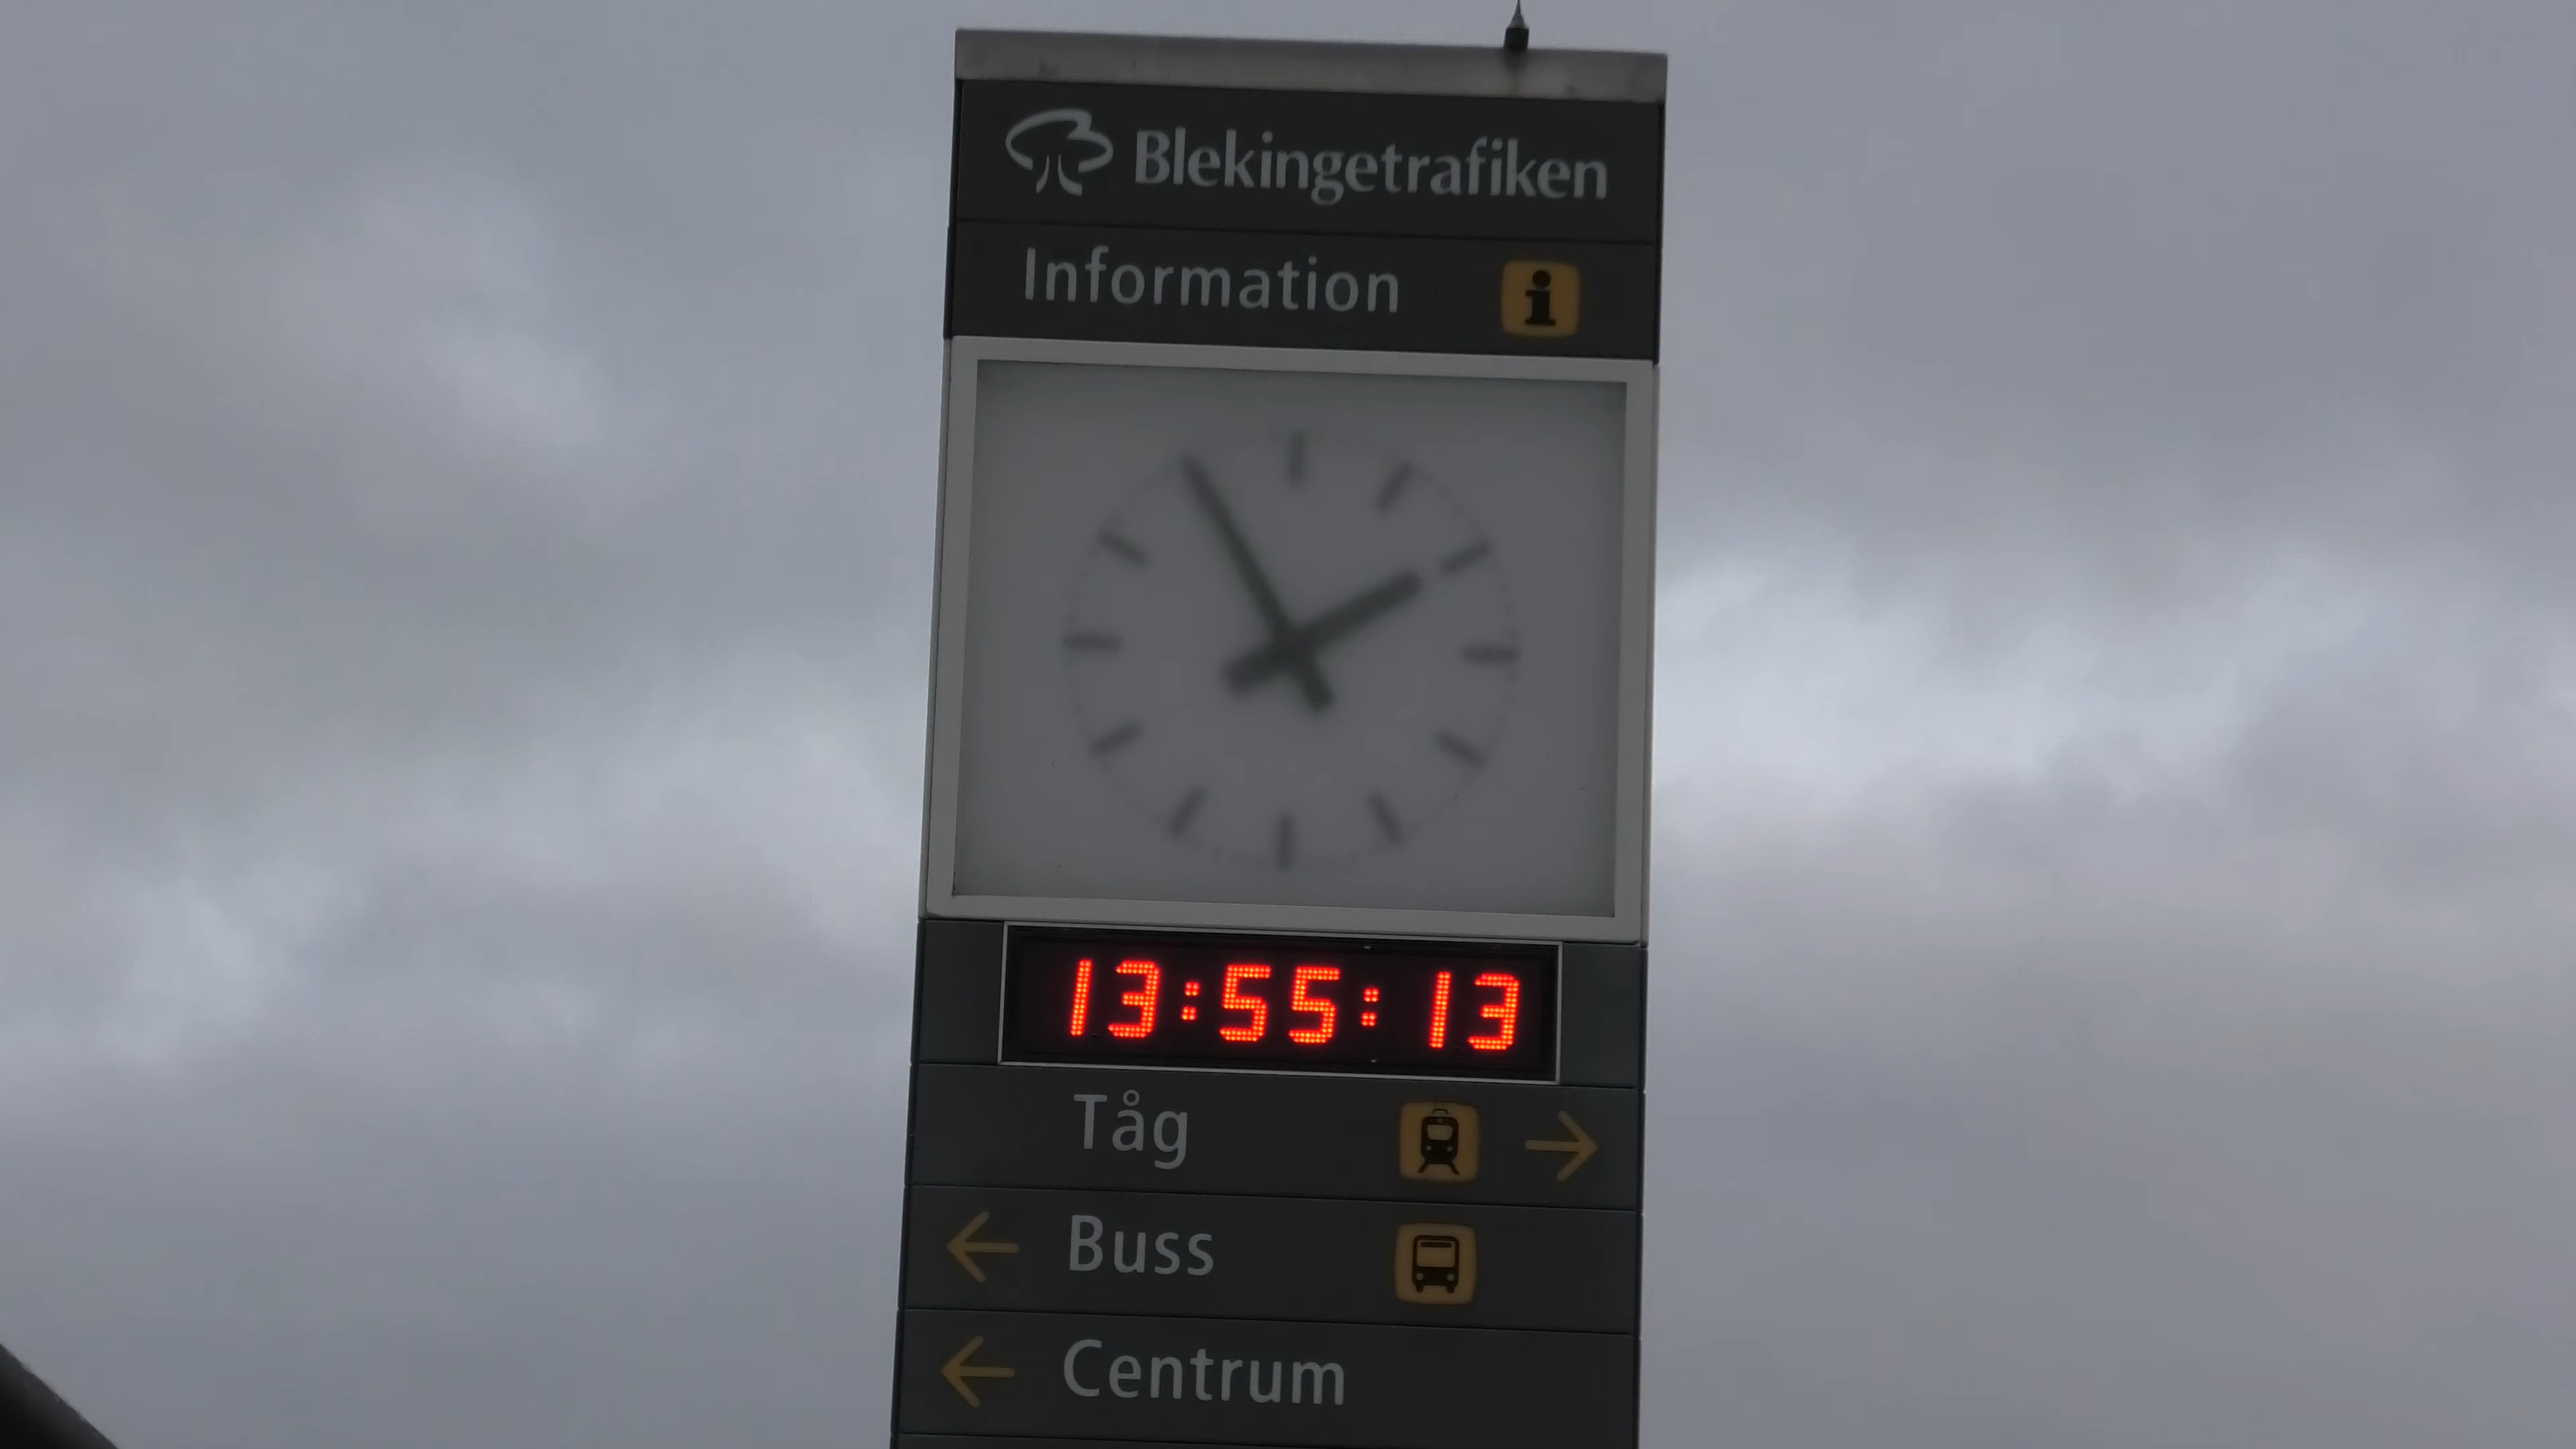 Blekingetrafiken
Information
13:55:13
Tåg
Buss
Centrum